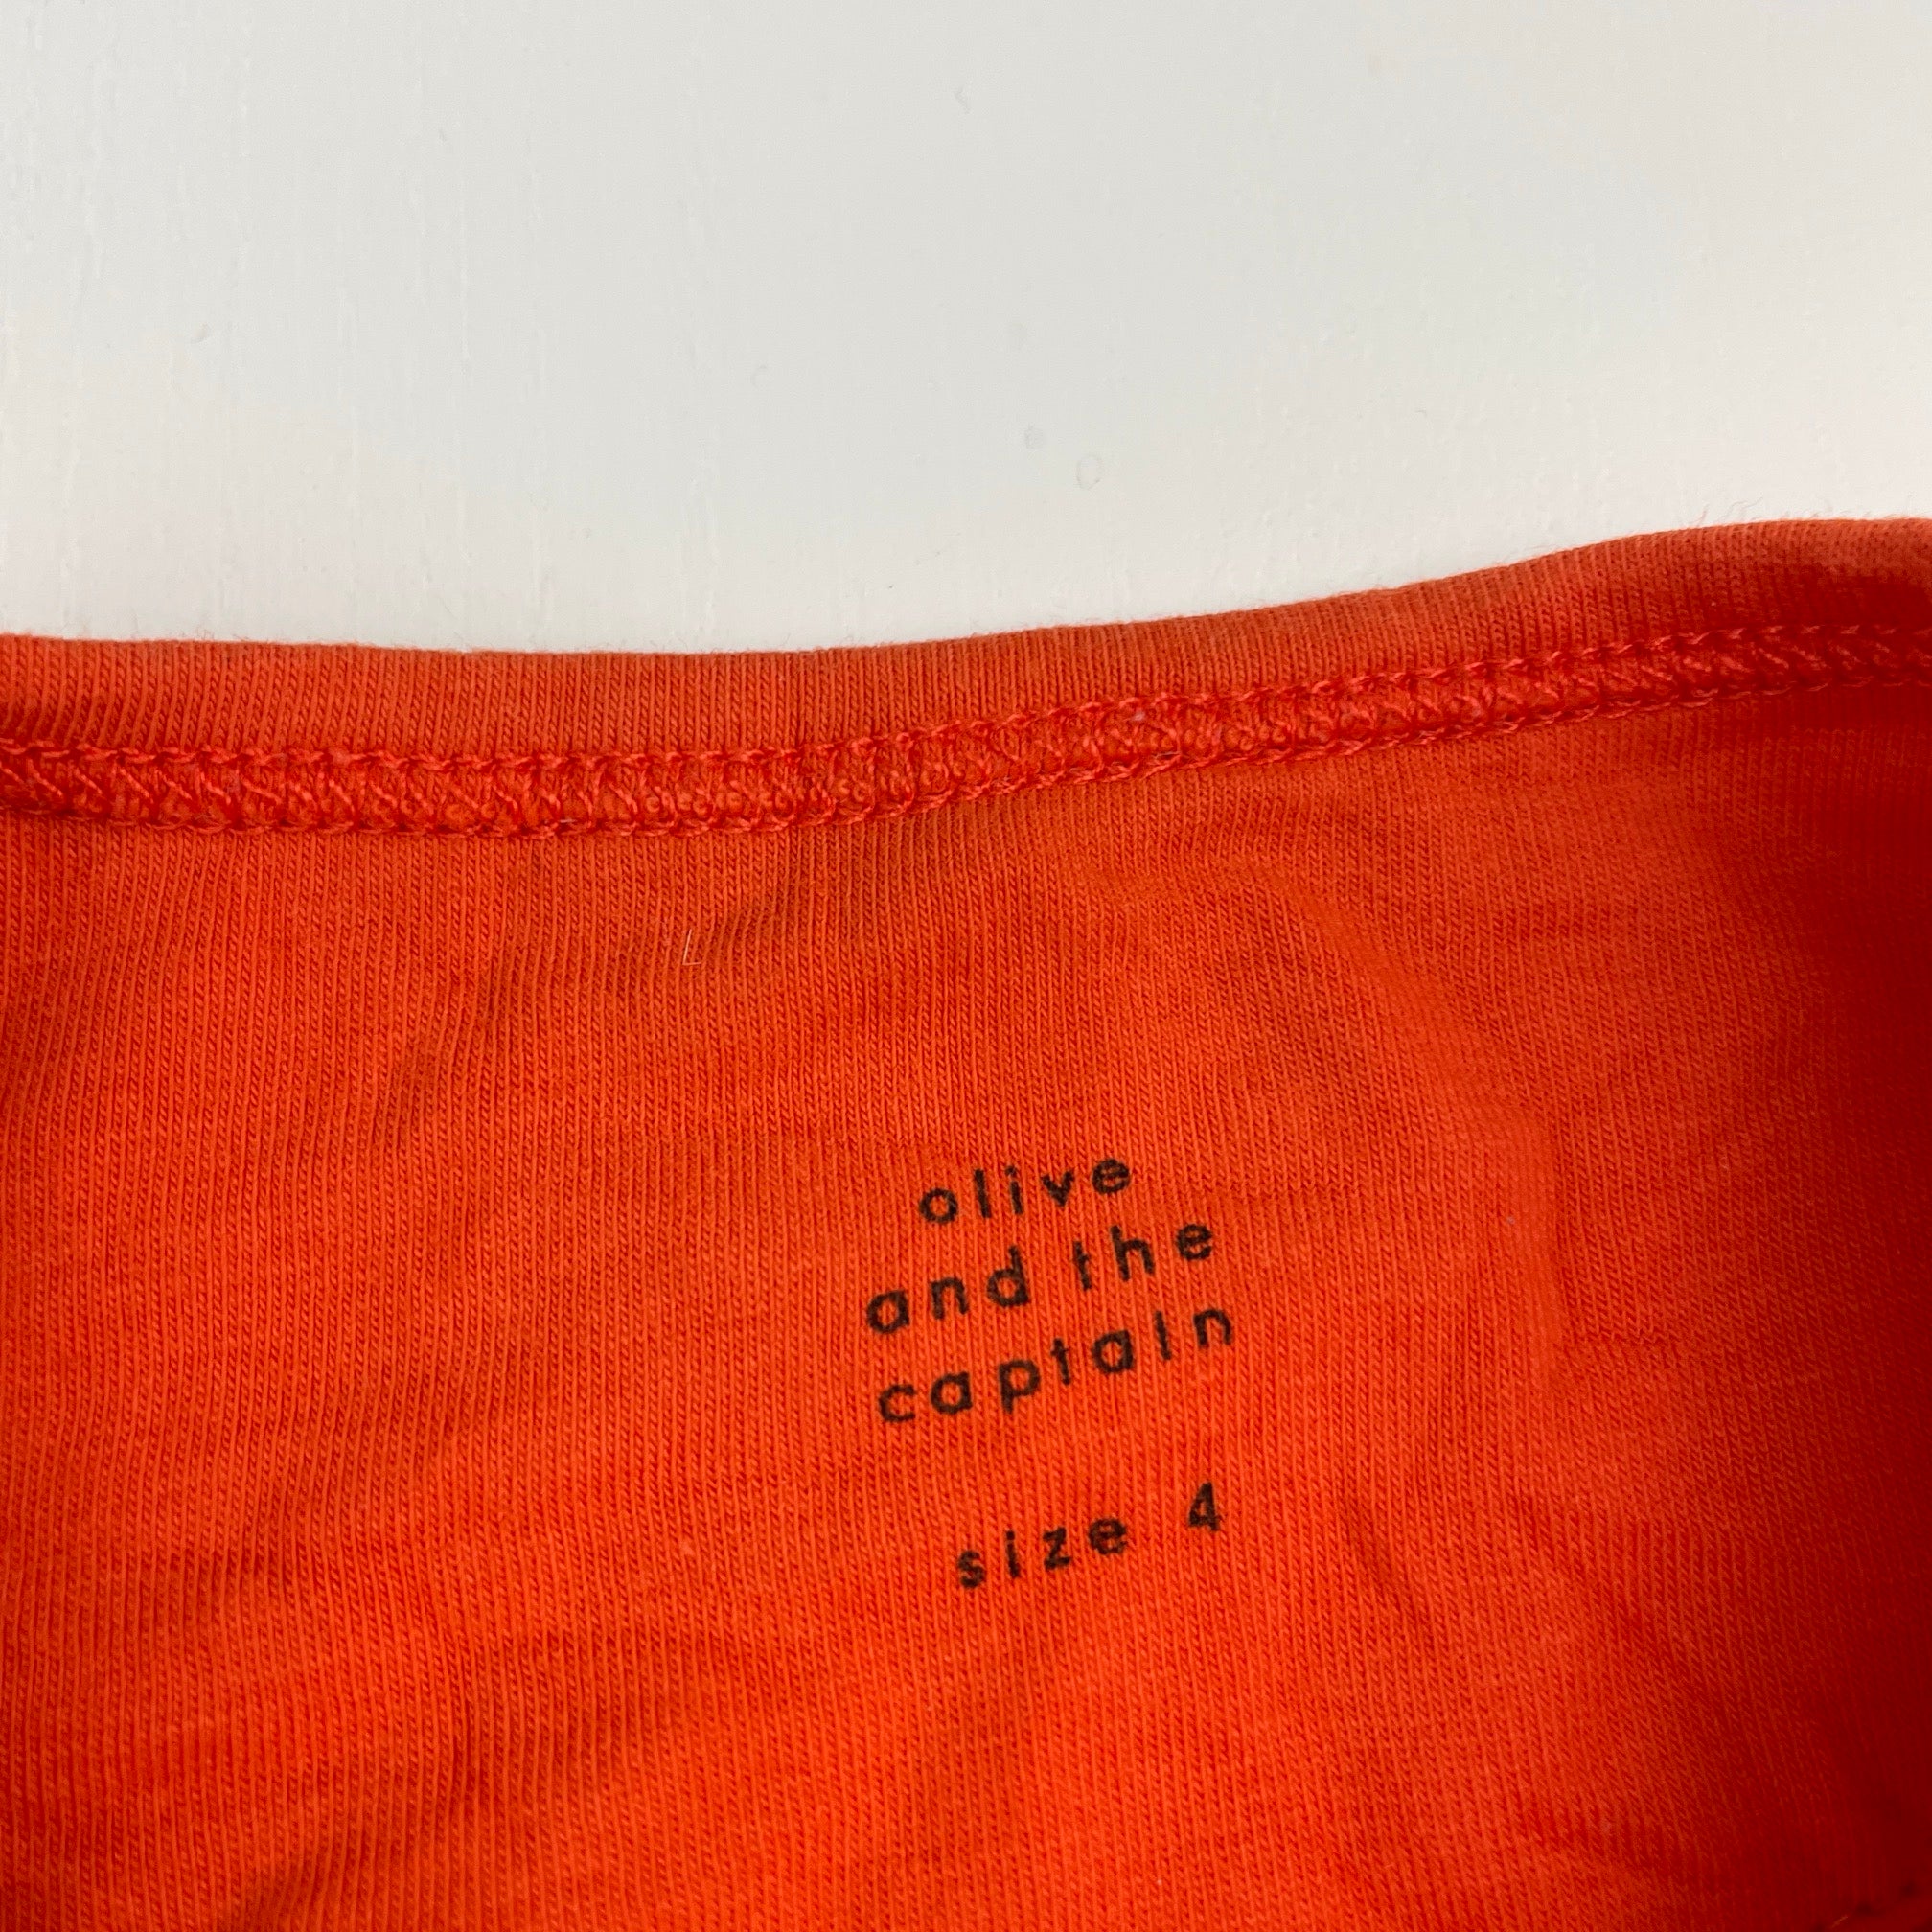 olive
and the
captain
size 4